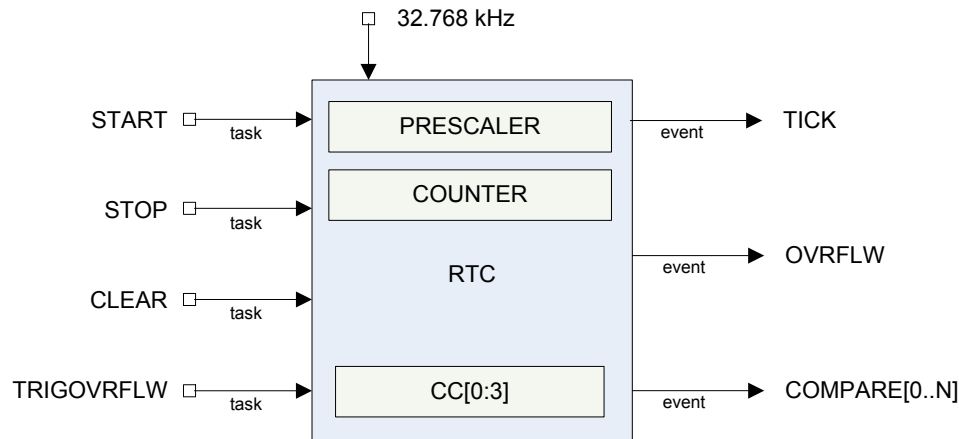 32.768 kHz
START
task
PRESCALER
event
TICK
STOP
task
COUNTER
RTC
event
OVRFLW
CLEAR
task
TRIGOVRFLW
task
CC[0:3]
event
COMPARE[0..N]